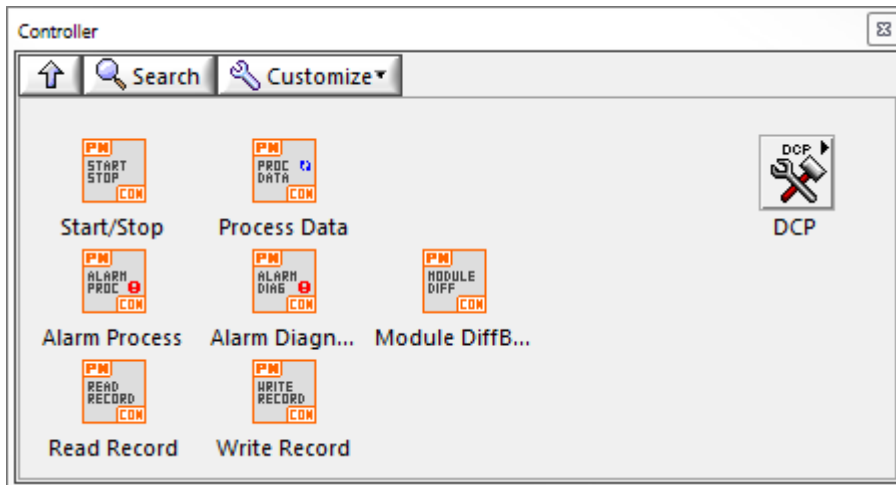 Controller
Search Customize
PN START STOP CON
PN PROC DATA CON
DCP
Start/Stop Process Data DCP
PN ALARM PROC CON
PN ALARM DIAG CON
PN MODULE DIFF CON
Alarm Process Alarm Diagn... Module DiffB...
PN READ RECORD CON
PN WRITE RECORD CON
Read Record Write Record